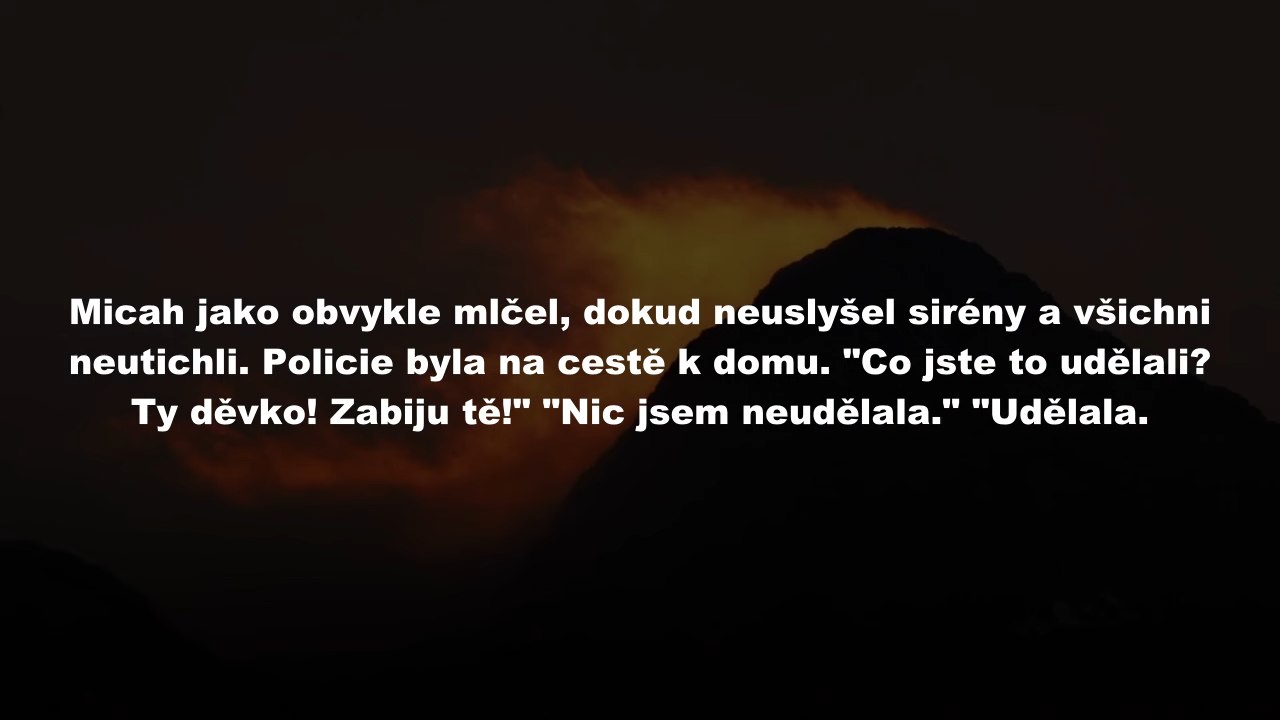 Micah jako obvykle mlčel, dokud neuslyšel sirény a všichni
neutichli. Policie byla na cestě k domu. "Co jste to udělali?
Ty děvko! Zabiju tě!" "Nic jsem neudělala." "Udělala.